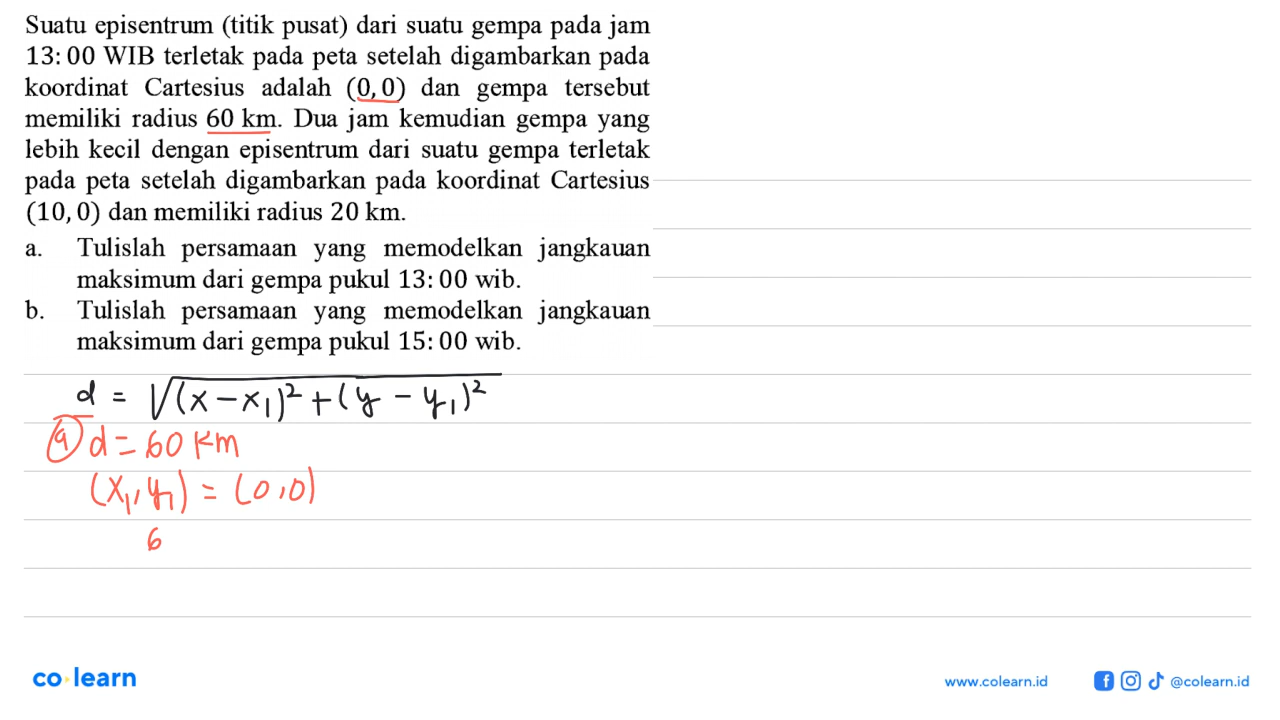 Suatu episentrum (titik pusat) dari suatu gempa pada jam
13:00 WIB terletak pada peta setelah digambarkan pada
koordinat Cartesius adalah (0,0) dan gempa tersebut
memiliki radius 60 km. Dua jam kemudian gempa yang
lebih kecil dengan episentrum dari suatu gempa terletak
pada peta setelah digambarkan pada koordinat Cartesius
(10,0) dan memiliki radius 20 km.
a. Tulislah persamaan yang memodelkan jangkauan
maksimum dari gempa pukul 13:00 wib.
b. Tulislah persamaan yang memodelkan jangkauan
maksimum dari gempa pukul 15:00 wib.
d = √(x-x₁)²+(y-y₁)²
a d = 60 km
(x₁,y₁) = (0,0)
6
co learn
www.colearn.id @colearn.id